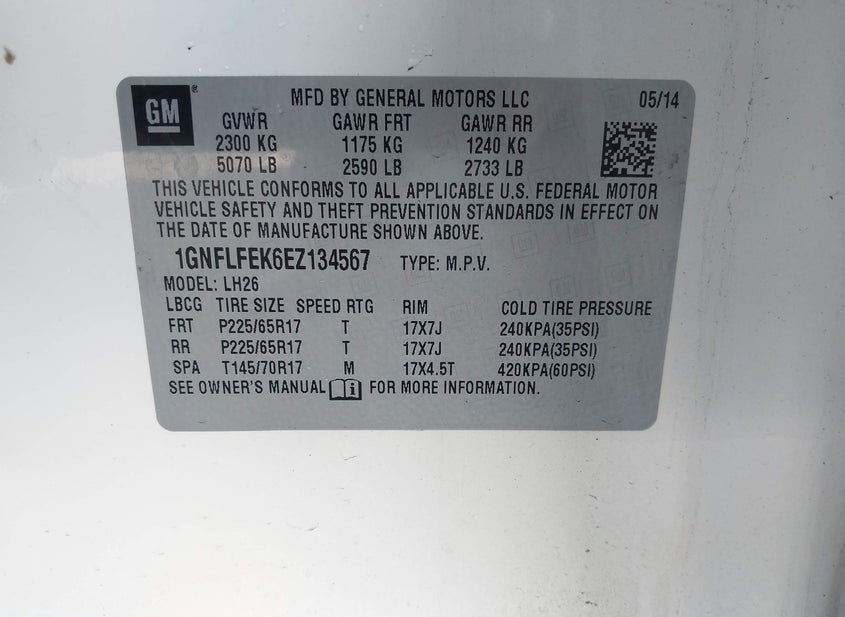 GM ® MFD BY GENERAL MOTORS LLC 05/14
GVWR GAWR FRT GAWR RR
2300 KG 1175 KG 1240 KG
5070 LB 2590 LB 2733 LB
THIS VEHICLE CONFORMS TO ALL APPLICABLE U.S. FEDERAL MOTOR
VEHICLE SAFETY AND THEFT PREVENTION STANDARDS IN EFFECT ON
THE DATE OF MANUFACTURE SHOWN ABOVE.
1GNFLFEK6EZ134567 TYPE: M.P.V.
MODEL: LH26
LBCG TIRE SIZE SPEED RTG RIM COLD TIRE PRESSURE
FRT P225/65R17 T 17X7J 240KPA(35PSI)
RR P225/65R17 T 17X7J 240KPA(35PSI)
SPA T145/70R17 M 17X4.5T 420KPA(60PSI)
SEE OWNER'S MANUAL FOR MORE INFORMATION.